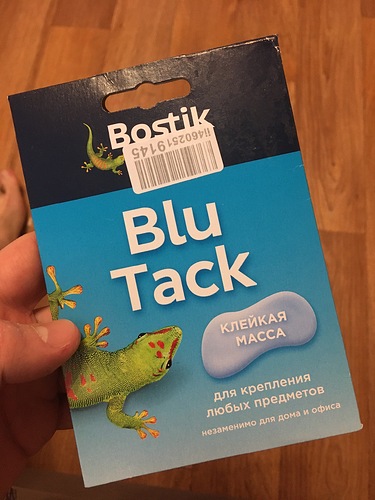 Bostik
Blu
Tack
КЛЕЙКАЯ
МАССА
для крепления
любых предметов
незаменимо для дома и офиса